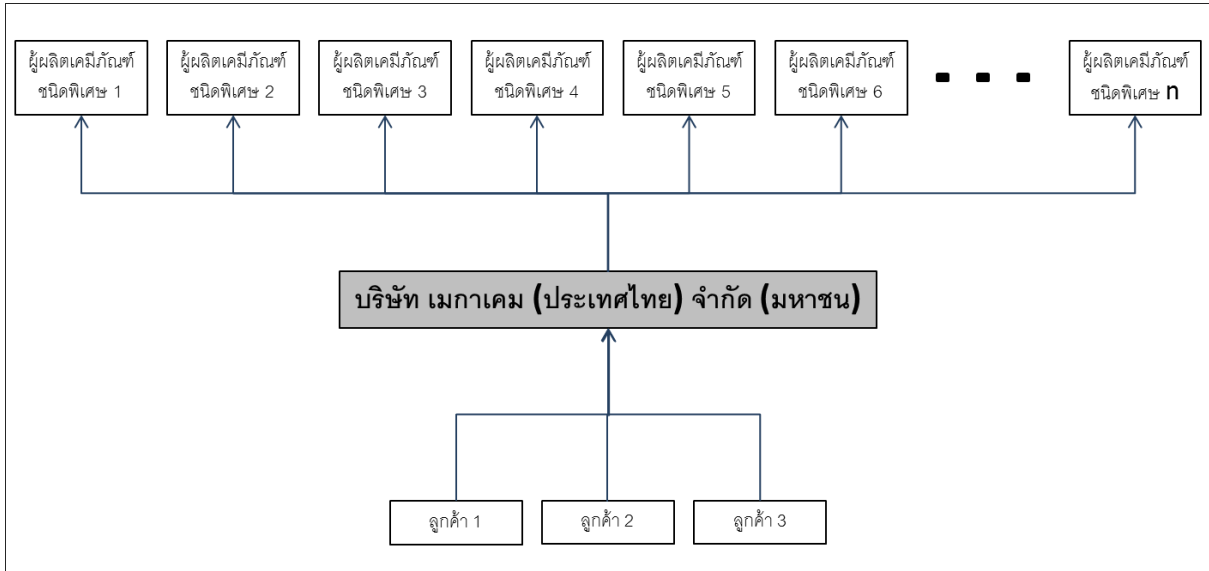 ผู้ผลิตเคมีภัณฑ์
ชนิดพิเศษ 1
ผู้ผลิตเคมีภัณฑ์
ชนิดพิเศษ 2
ผู้ผลิตเคมีภัณฑ์
ชนิดพิเศษ 3
ผู้ผลิตเคมีภัณฑ์
ชนิดพิเศษ 4
ผู้ผลิตเคมีภัณฑ์
ชนิดพิเศษ 5
ผู้ผลิตเคมีภัณฑ์
ชนิดพิเศษ 6
- - -
ผู้ผลิตเคมีภัณฑ์
ชนิดพิเศษ n
บริษัท เมกาเคม (ประเทศไทย) จำกัด (มหาชน)
ลูกค้า 1
ลูกค้า 2
ลูกค้า 3